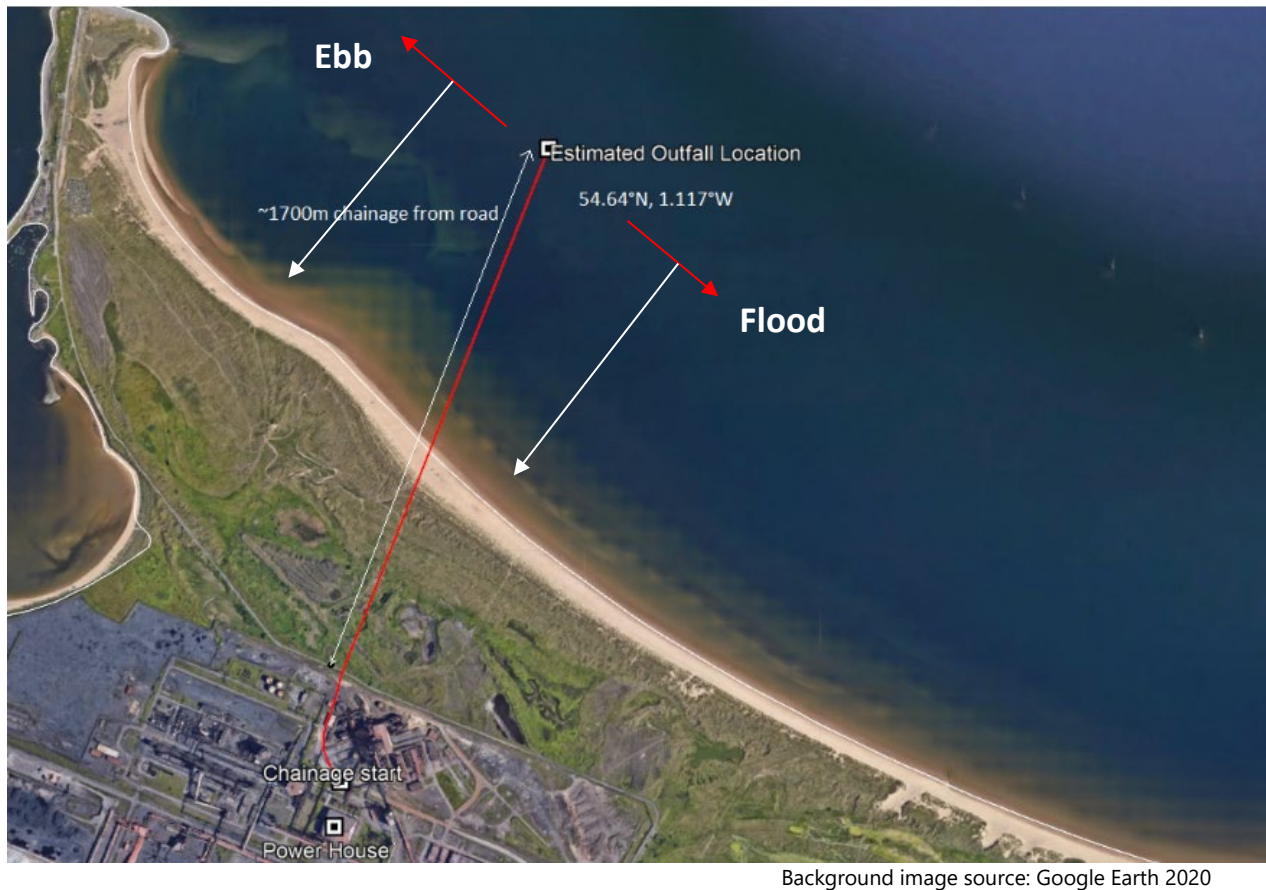 Ebb
Estimated Outfall Location
~1700m chainage from road
54.64°N, 1.117°W
Flood
Chainage start
Power House
Background image source: Google Earth 2020